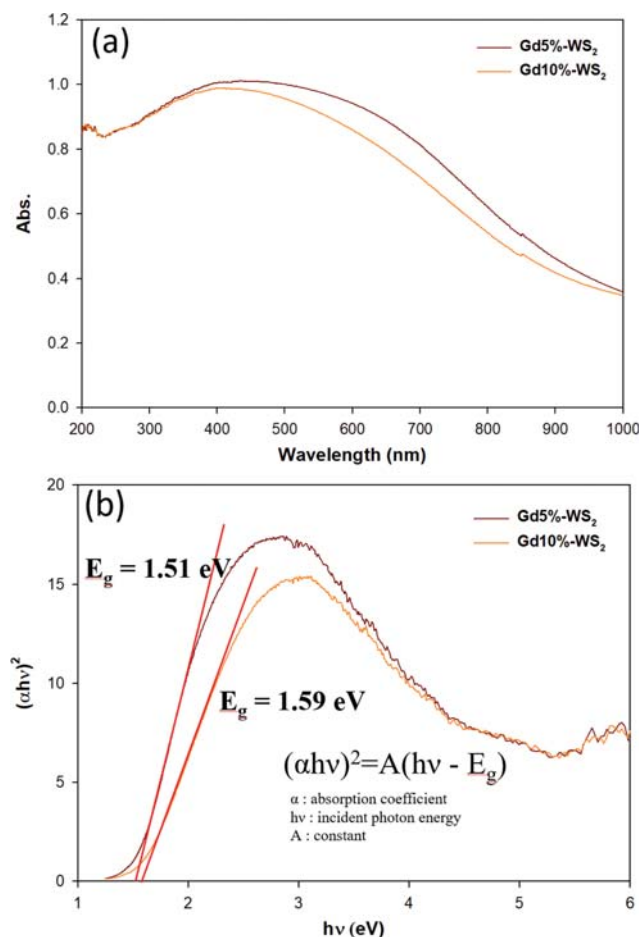 (a)
Gd5%-WS₂
Gd10%-WS₂
1.2
1.0
0.8
0.6
0.4
0.2
0.0
Abs.
200 300 400 500 600 700 800 900 1000
Wavelength (nm)
(b)
Gd5%-WS₂
Gd10%-WS₂
20
15
10
5
0
(αhν)²
E_g = 1.51 eV
E_g = 1.59 eV
(αhν)²=A(hν - E_g)
α : absorption coefficient
hν : incident photon energy
A : constant
1 2 3 4 5 6
hν (eV)